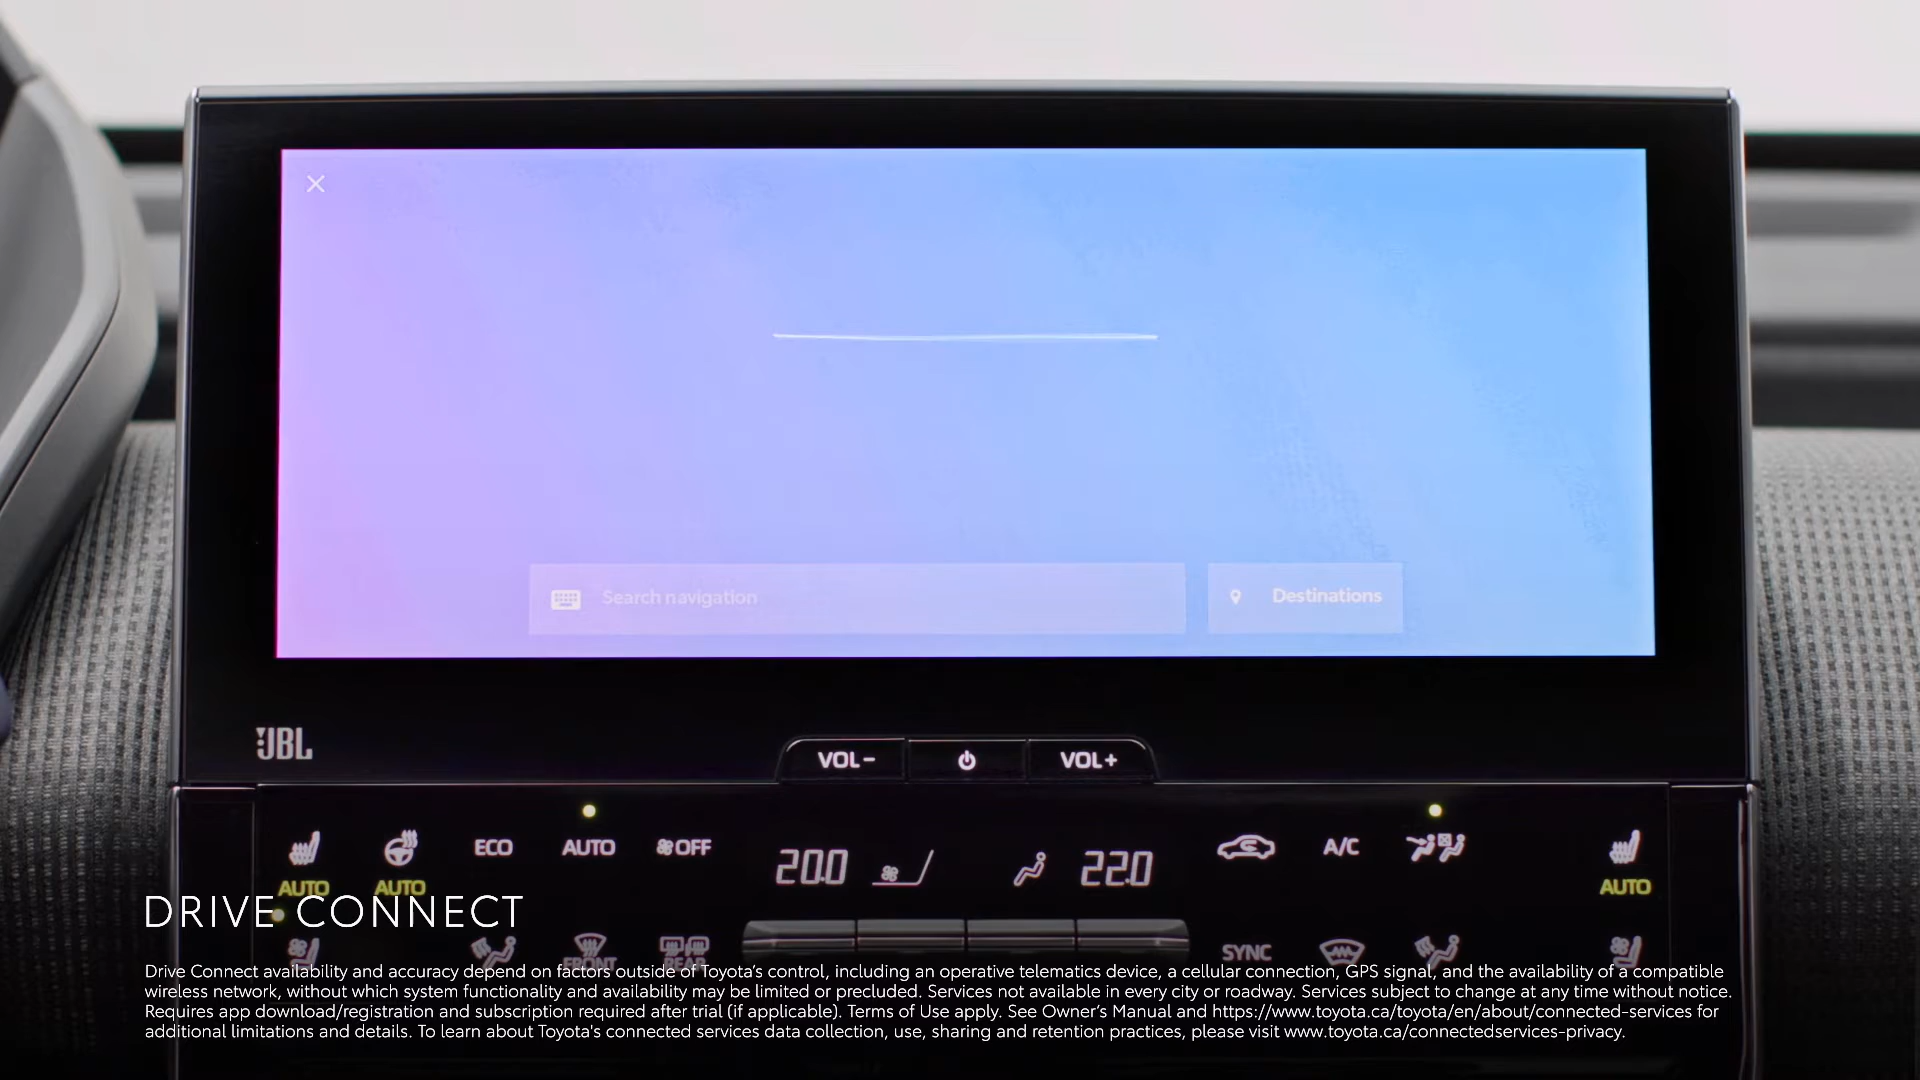 Search navigation
Destinations
JBL
VOL-
VOL+
ECO
AUTO
OFF
20.0
22.0
A/C
AUTO
AUTO
AUTO
DRIVE CONNECT
FRONT
REAR
SYNC
Drive Connect availability and accuracy depend on factors outside of Toyota's control, including an operative telematics device, a cellular connection, GPS signal, and the availability of a compatible
wireless network, without which system functionality and availability may be limited or precluded. Services not available in every city or roadway. Services subject to change at any time without notice.
Requires app download/registration and subscription required after trial (if applicable). Terms of Use apply. See Owner's Manual and https://www.toyota.ca/toyota/en/about/connected-services for
additional limitations and details. To learn about Toyota's connected services data collection, use, sharing and retention practices, please visit www.toyota.ca/connectedservices-privacy.